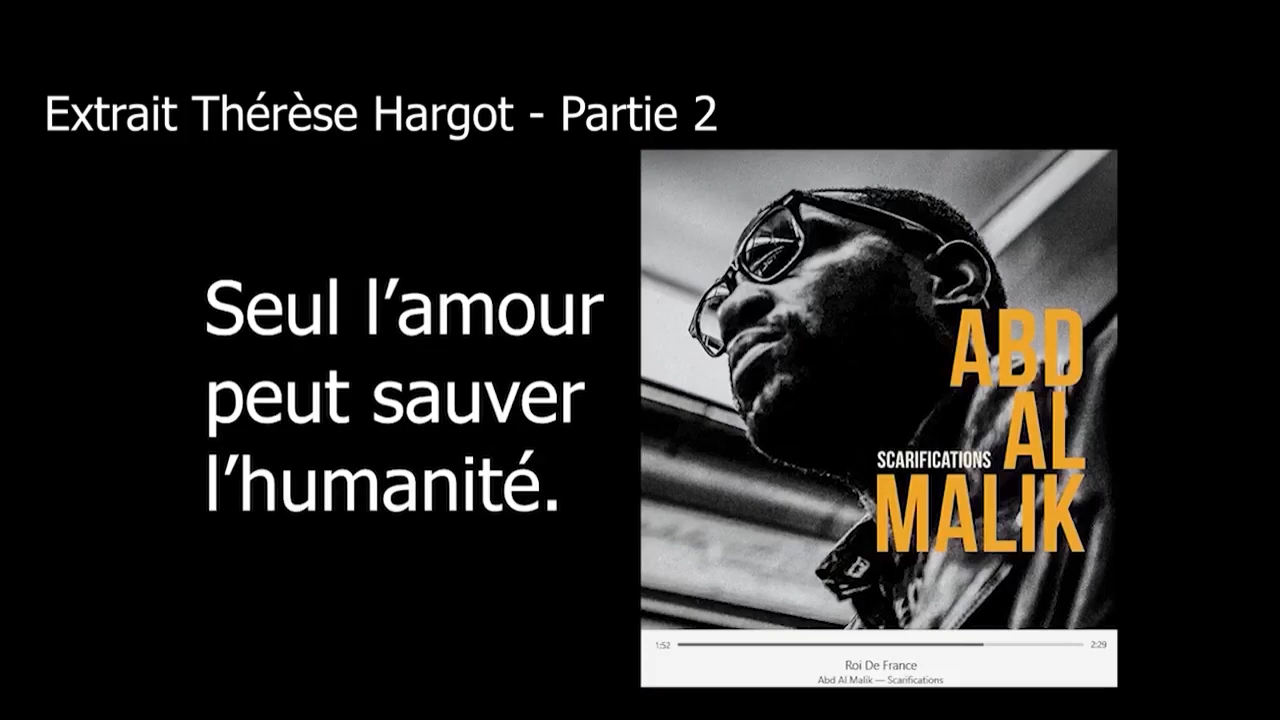 Extrait Thérèse Hargot - Partie 2
Seul l’amour
peut sauver
l’humanité.
ABD
AL
SCARIFICATIONS
MALIK
1:52
2:29
Roi De France
Abd Al Malik — Scarifications